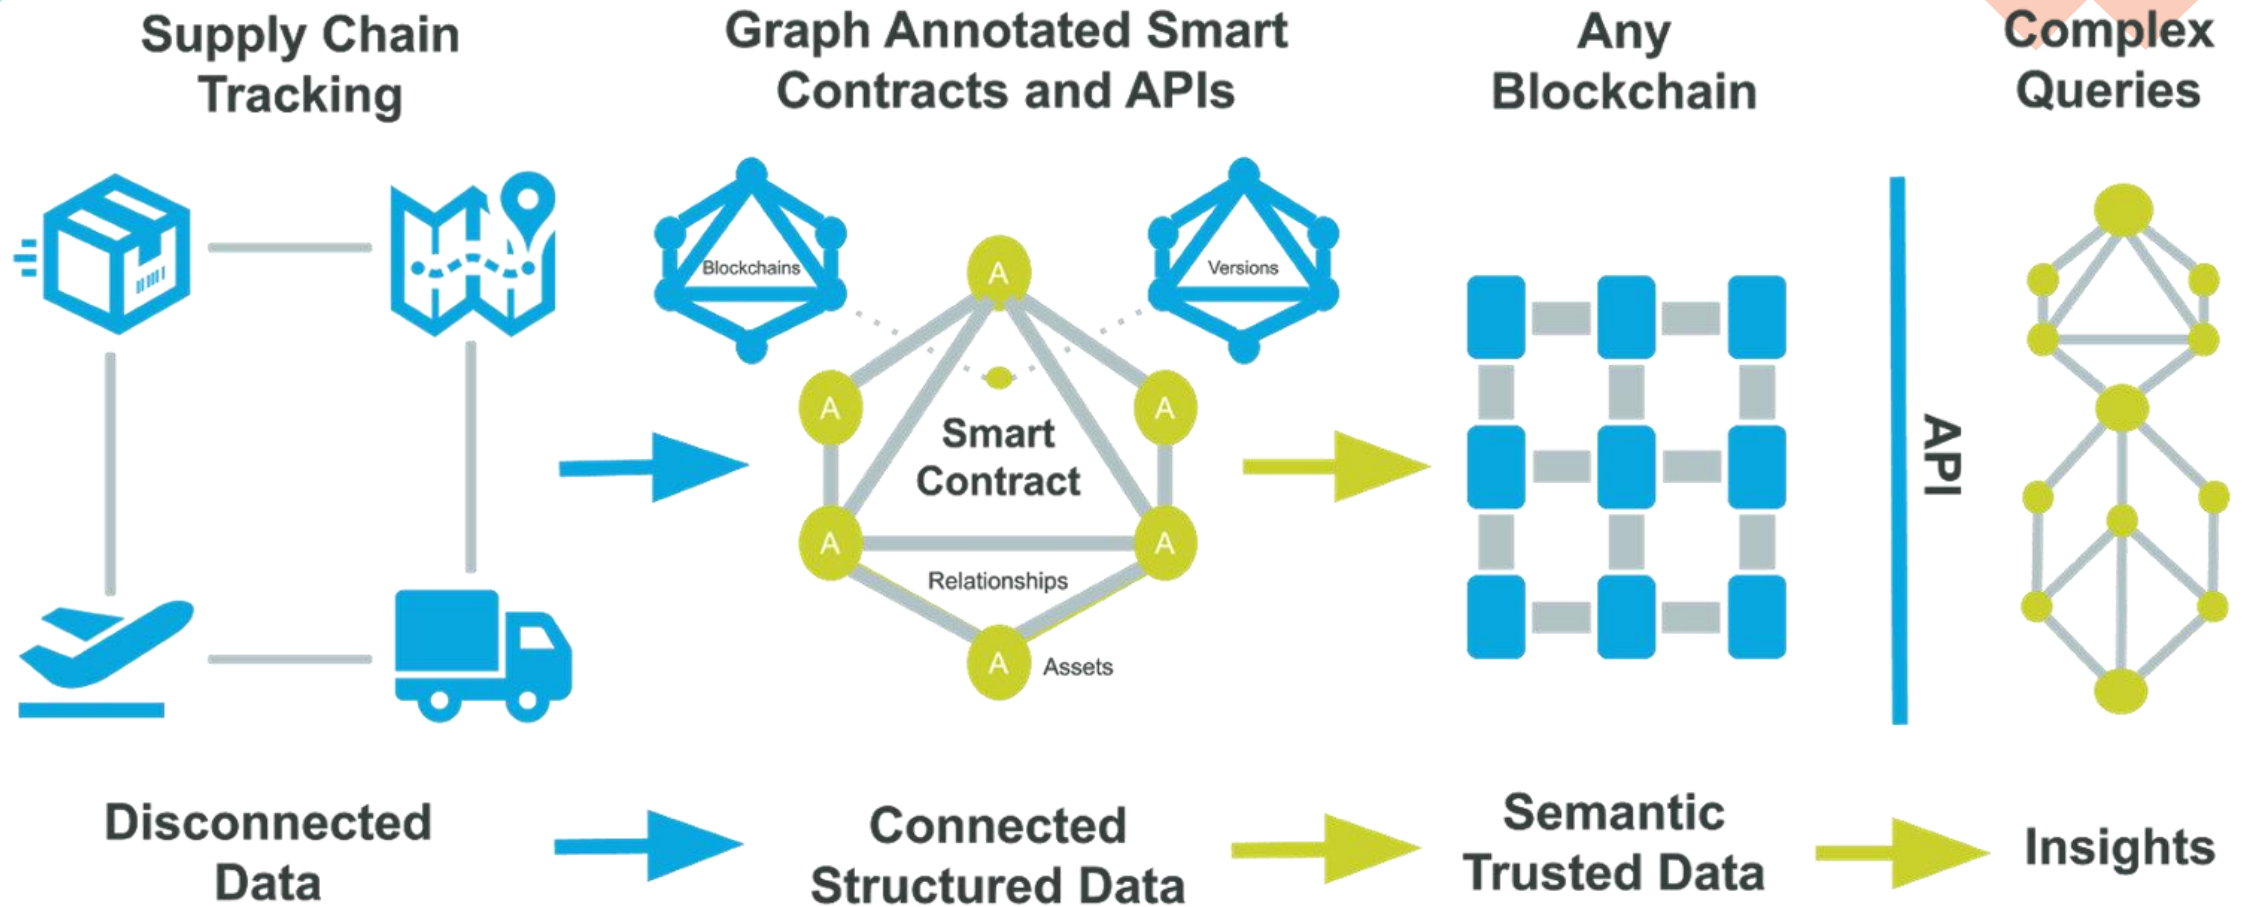 Supply Chain
Tracking
Graph Annotated Smart
Contracts and APIs
Any
Blockchain
Complex
Queries
Blockchains
Versions
A
A
A
Smart
Contract
API
A
A
Relationships
A
Assets
Disconnected
Data
Connected
Structured Data
Semantic
Trusted Data
Insights